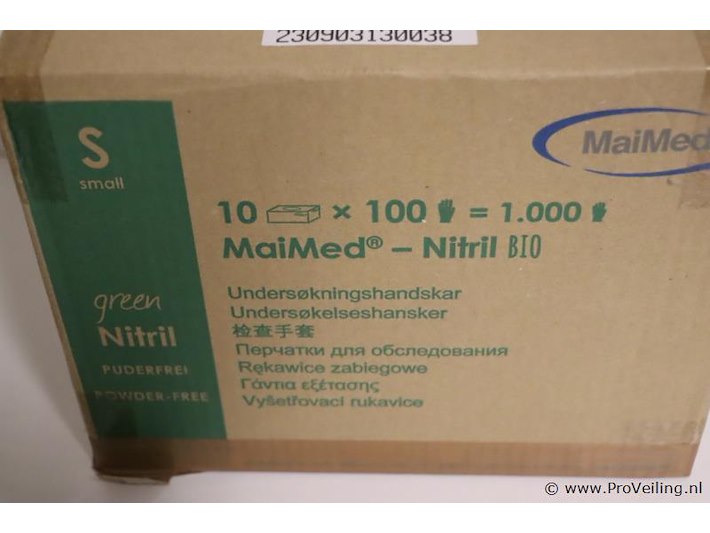 230903130038
S
small
MaiMed
10 × 100 = 1.000
MaiMed® – Nitril BIO
green
Nitril
PUDERFREI
POWDER-FREE
Undersøkningshandskar
Undersøkelseshansker
检查手套
Перчатки для обследования
Rękawice zabiegowe
Γάντια εξέτασης
Vyšetřovací rukavice
© www.ProVeiling.nl